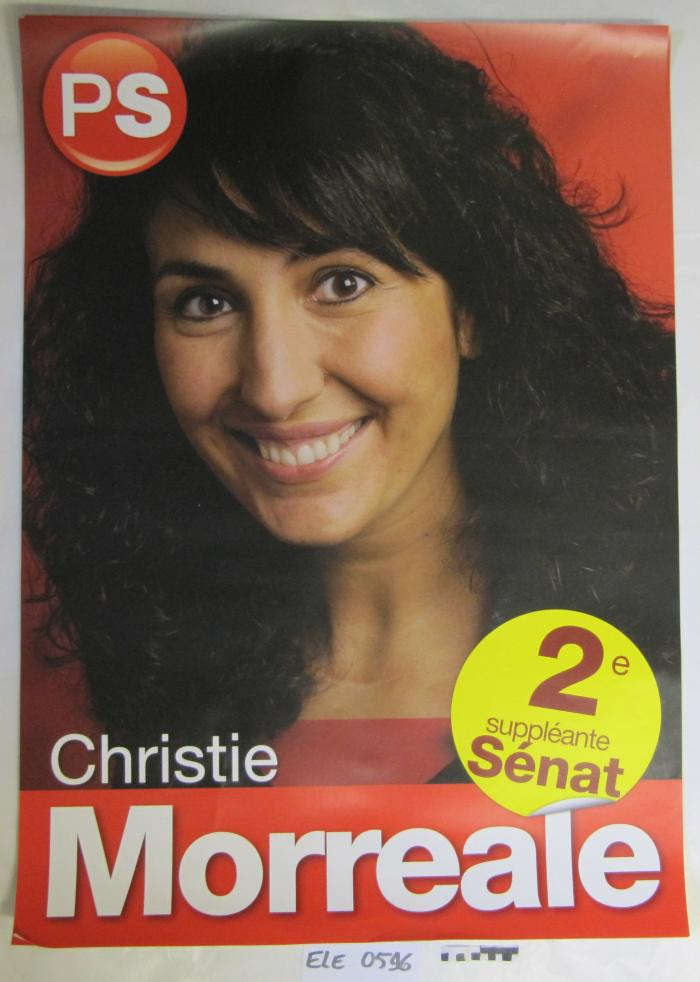 PS
2e
suppléante
Sénat
Christie
Morreale
ELE 0596